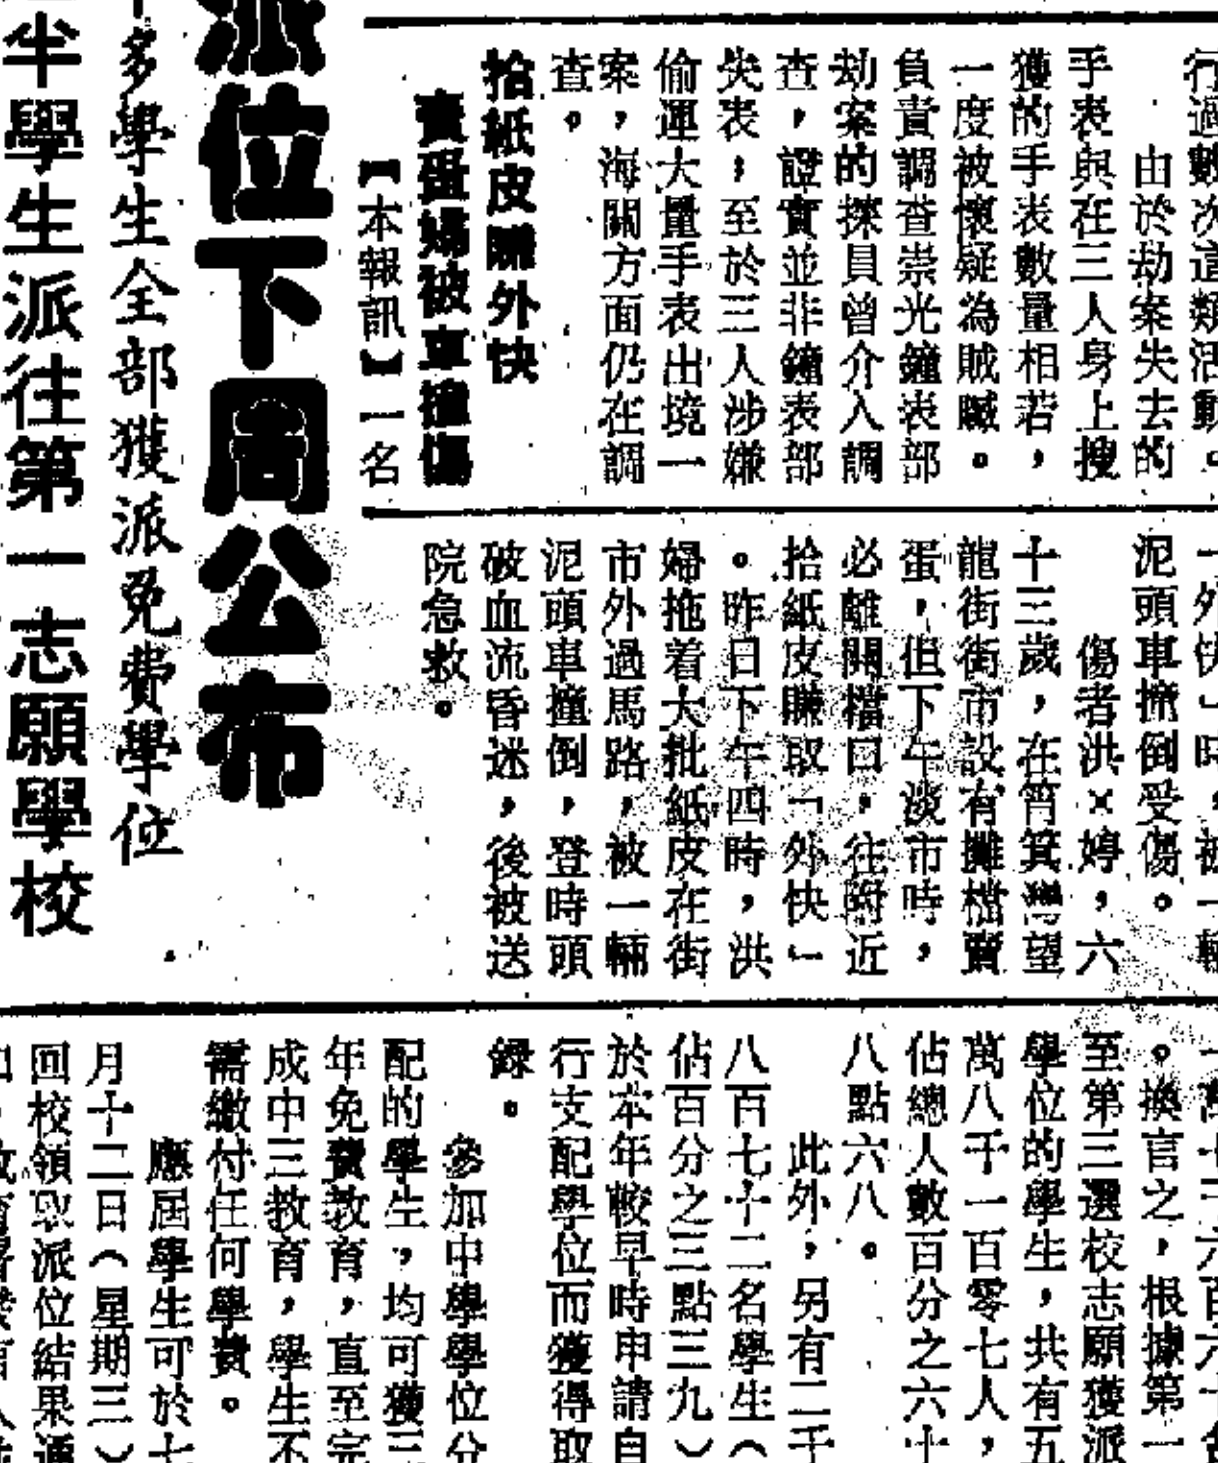 行過數次這類活動。
由於劫案失去的
手表與在三人身上搜
獲的手表數量相若，
一度被懷疑為賊贓。
負責調查崇光鐘表部
劫案的探員曾介入調
查，證實並非鐘表部
失表；至於三人涉嫌
偷運大量手表出境一
案，海關方面仍在調
查。
拾紙皮賺外快
賣蛋婦被車撞傷
【本報訊】一名
一外快」時，被一輛
泥頭車撞倒受傷。
傷者洪×婷，六
十三歲，在筲箕灣望
龍街街市設有攤檔賣
蛋，但下午淡市時，
必離開檔口，往附近
拾紙皮賺取「外快」
。昨日下午四時，洪
婦拖着大批紙皮在街
市外過馬路，被一輛
泥頭車撞倒，登時頭
破血流昏迷，後被送
院急救。
派位下周公布
多學生全部獲派免費學位
半學生派往第一志願學校
。換言之，根據第一
至第三選校志願獲派
學位的學生，共有五
萬八千一百零七人，
佔總人數百分之六十
八點六八。
此外，另有二千
八百七十二名學生（
佔百分之三點三九）
於本年較早時申請自
行支配學位而獲得取
錄。
參加中學學位分
配的學生，均可獲三
年免費教育，直至完
成中三教育，學生不
需繳付任何學費。
應屆學生可於七
月十二日（星期三）
回校領取派位結果通